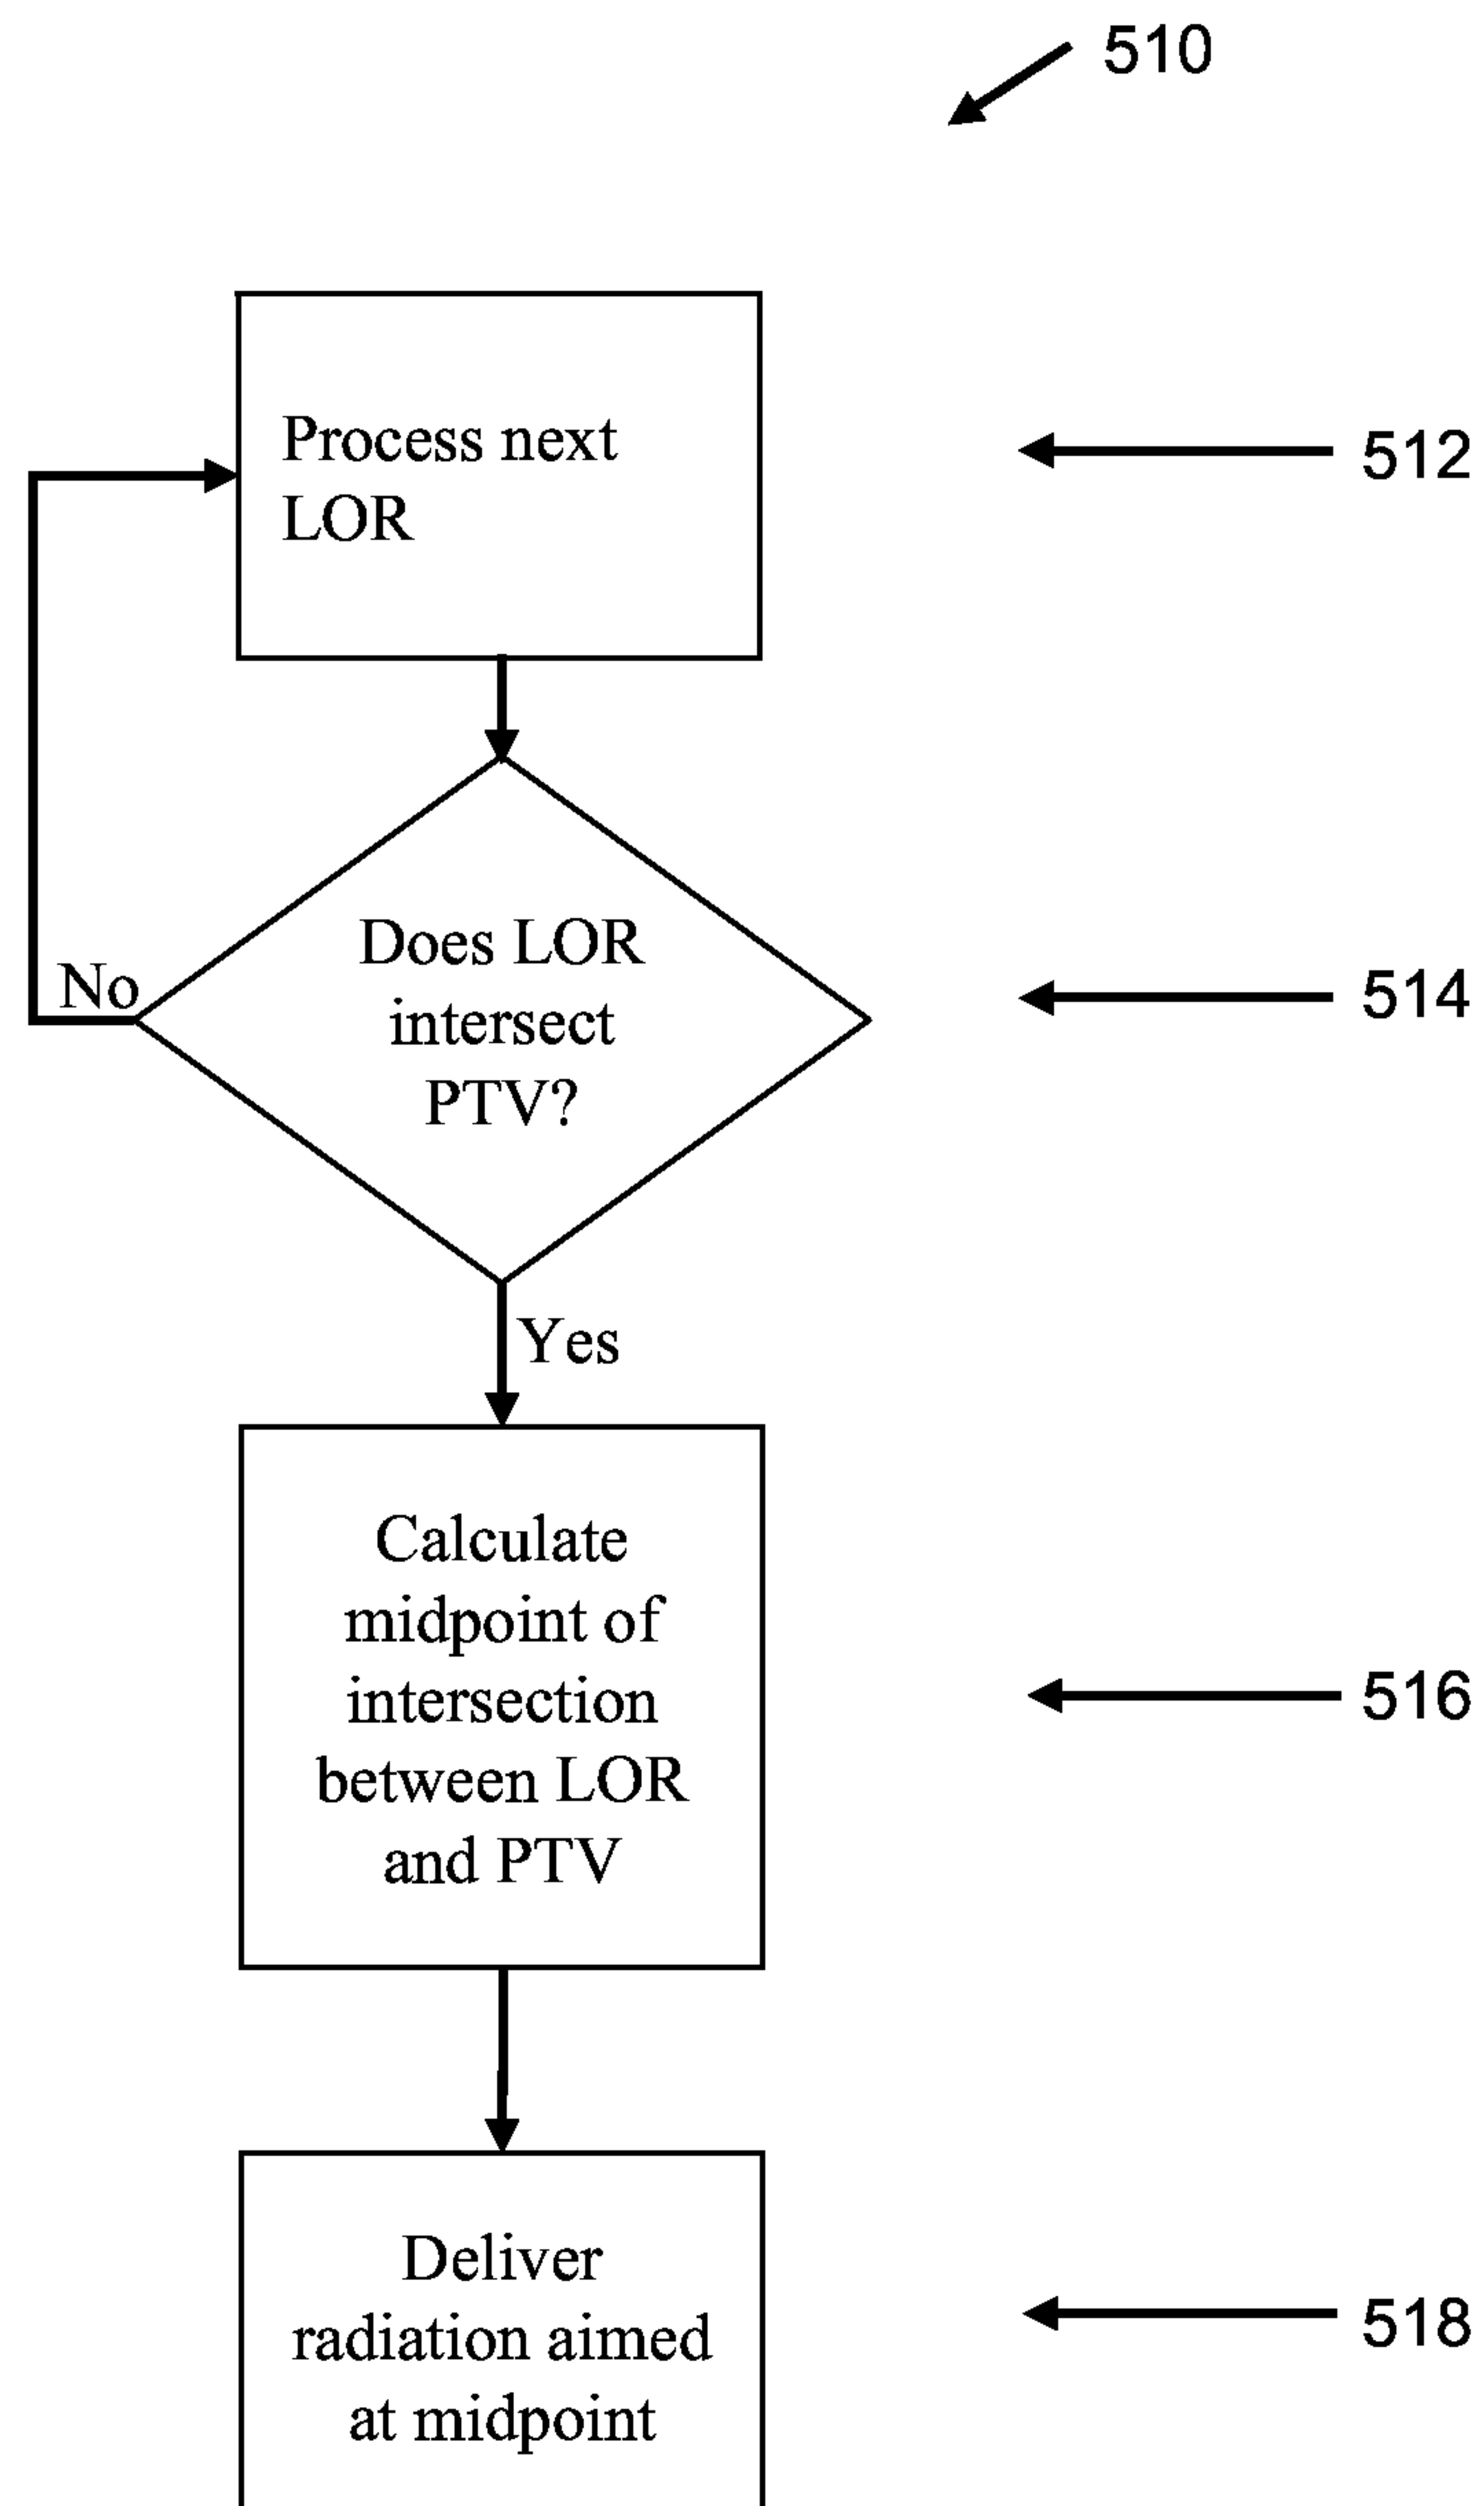 510
Process next
LOR
512
Does LOR
intersect
PTV?
514
No
Yes
Calculate
midpoint of
intersection
between LOR
and PTV
516
Deliver
radiation aimed
at midpoint
518